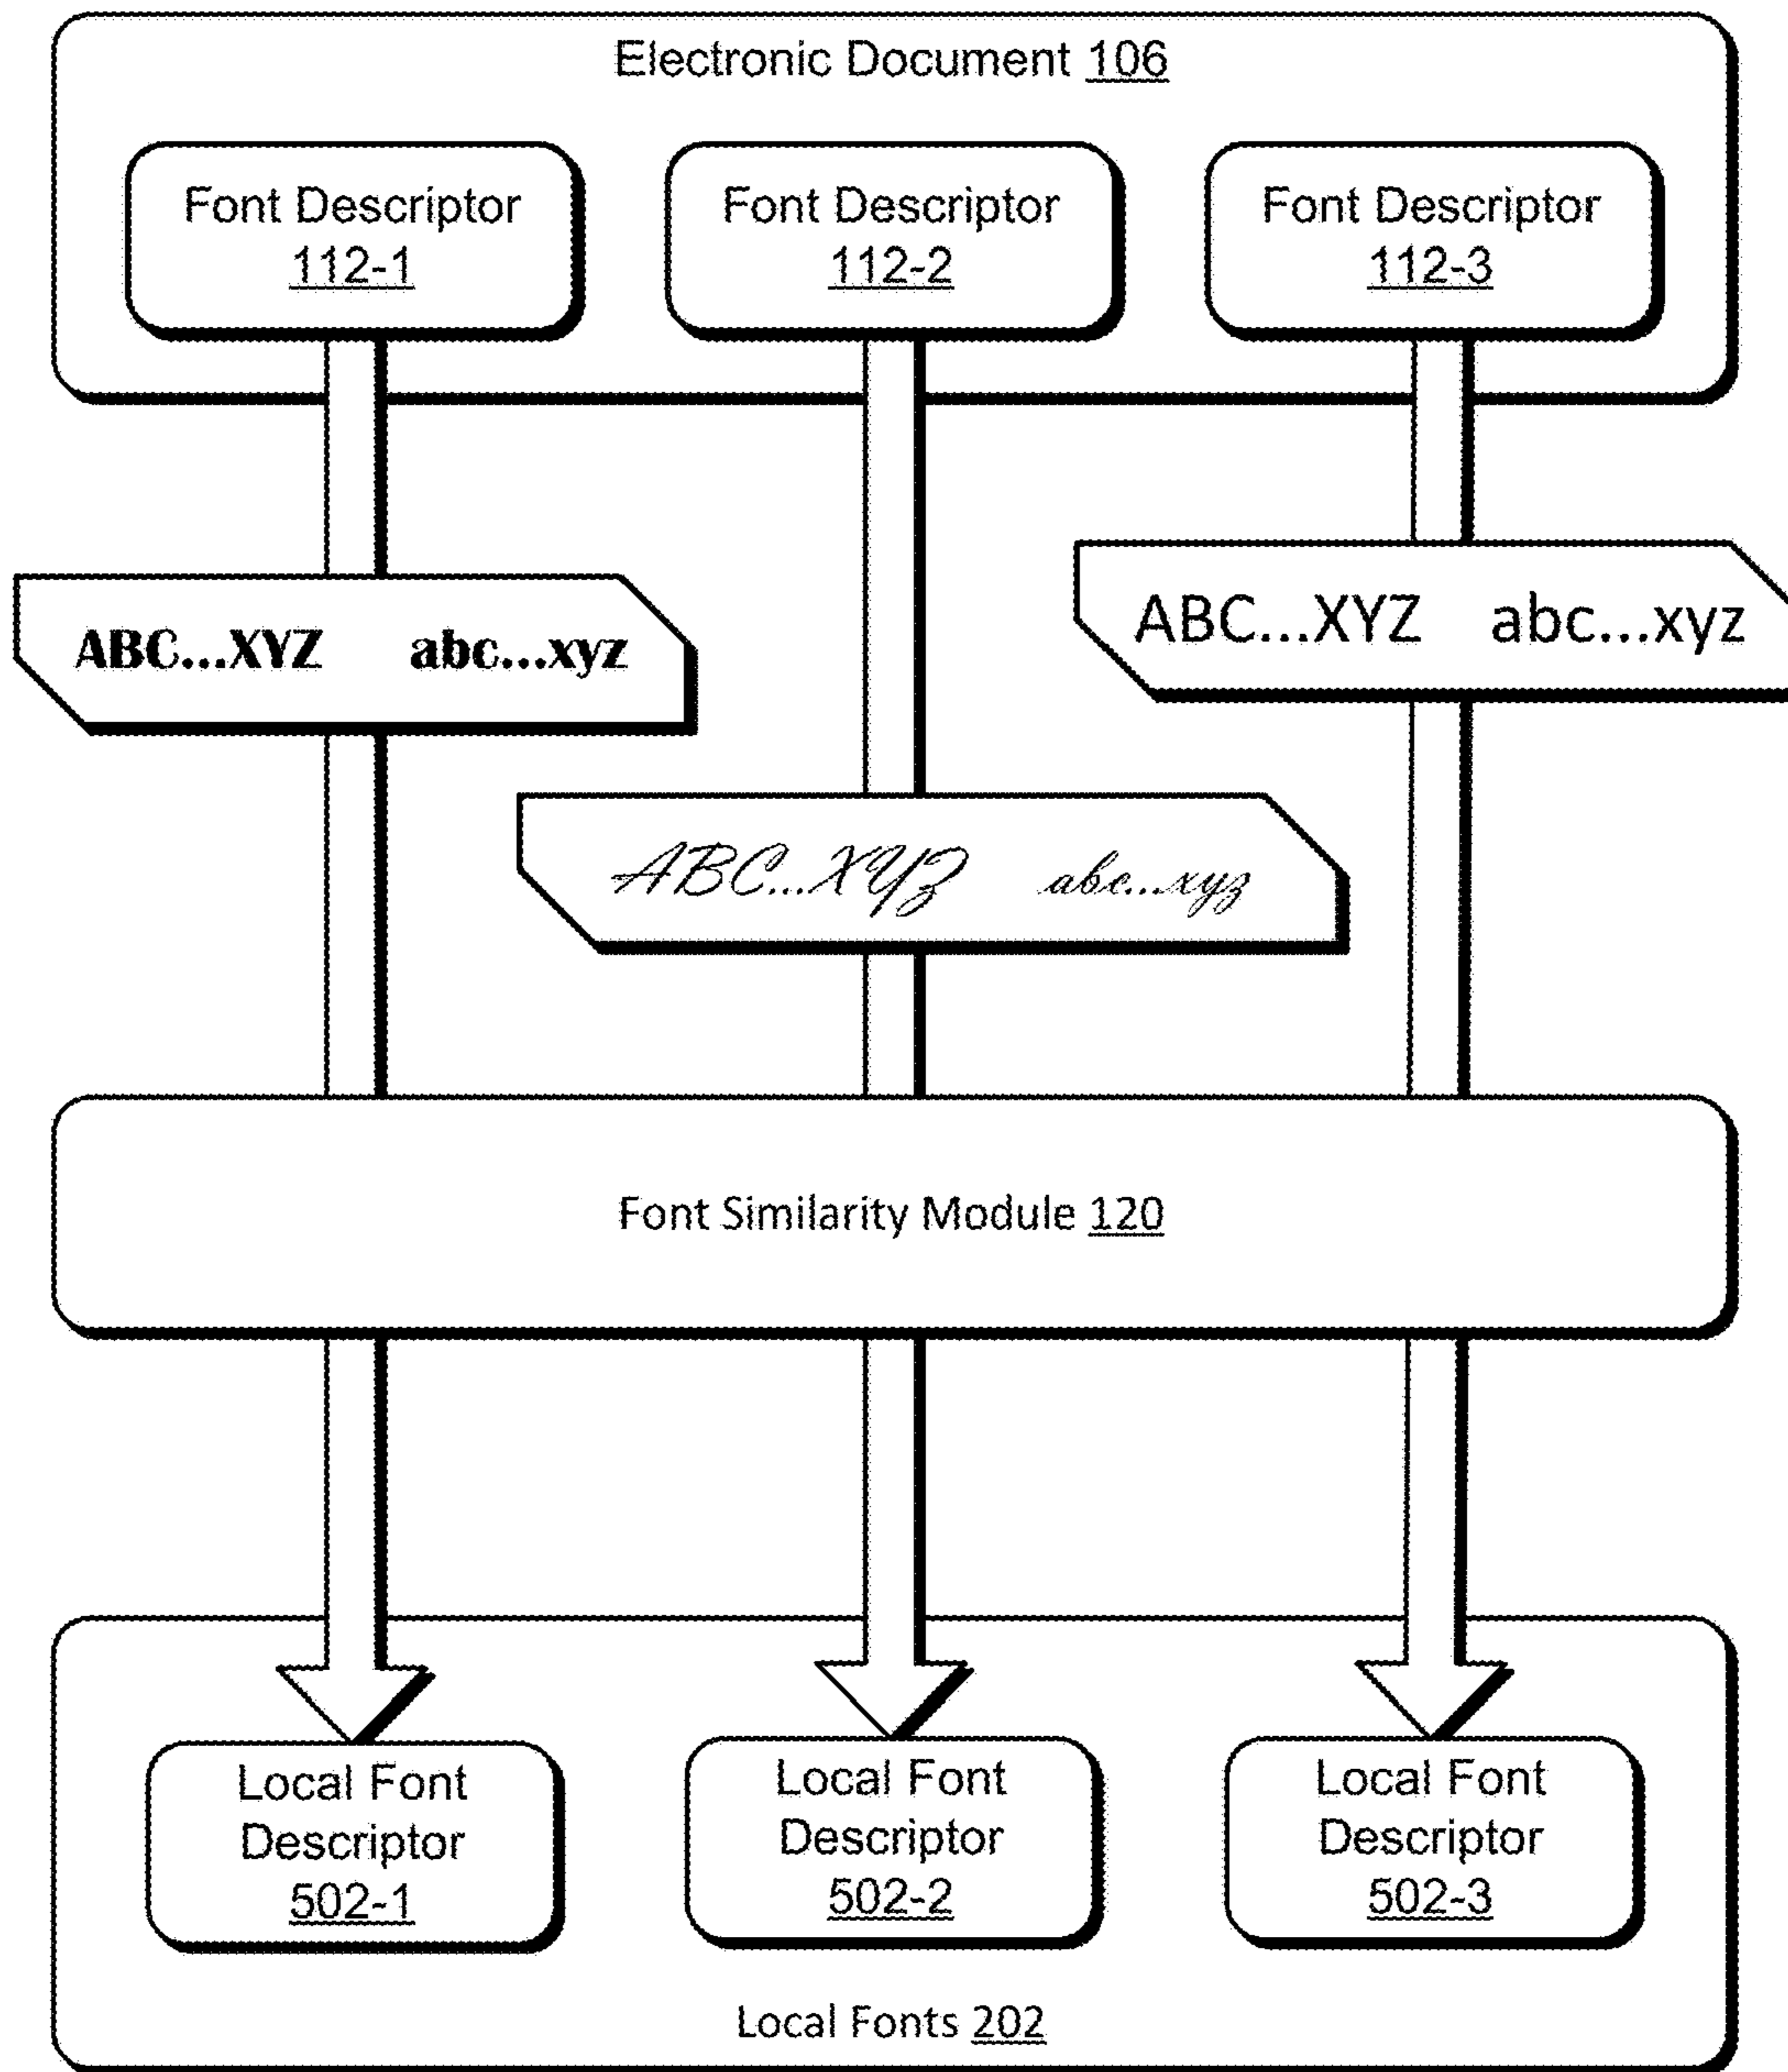 Electronic Document 106
Font Descriptor
112-1
Font Descriptor
112-2
Font Descriptor
112-3
ABC...XYZ abc...xyz
ABC...XYZ abc...xyz
ABC...XYZ abc...xyz
Font Similarity Module 120
Local Font
Descriptor
502-1
Local Font
Descriptor
502-2
Local Font
Descriptor
502-3
Local Fonts 202